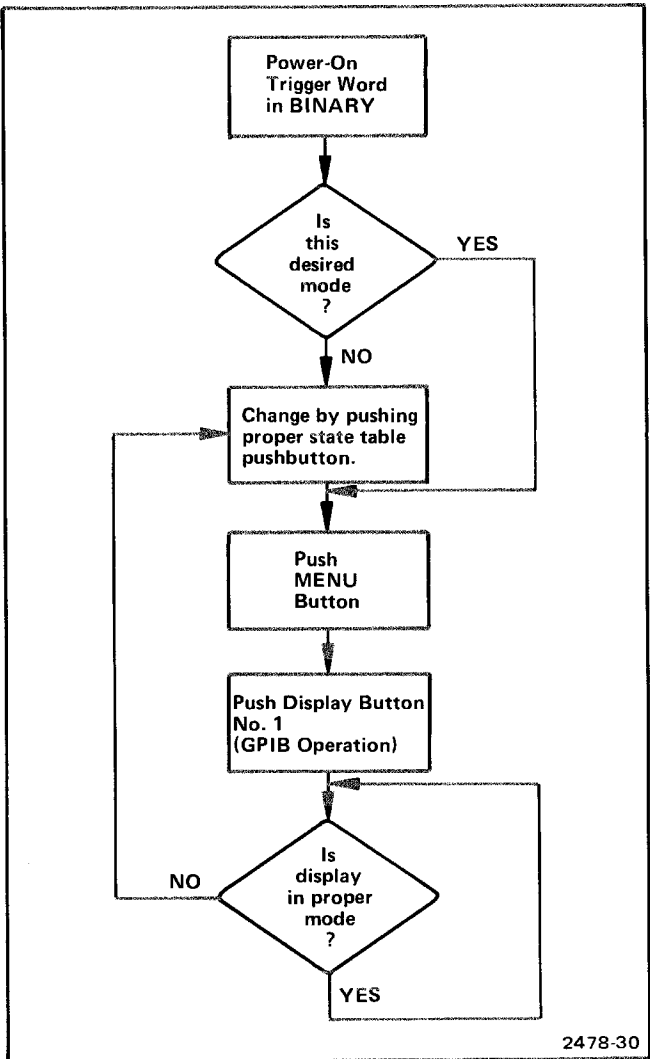 Power-On
Trigger Word
in BINARY
Is
this
desired
mode
?
YES
NO
Change by pushing
proper state table
pushbutton.
Push
MENU
Button
Push Display Button
No. 1
(GPIB Operation)
Is
display
in proper
mode
?
NO
YES
2478-30